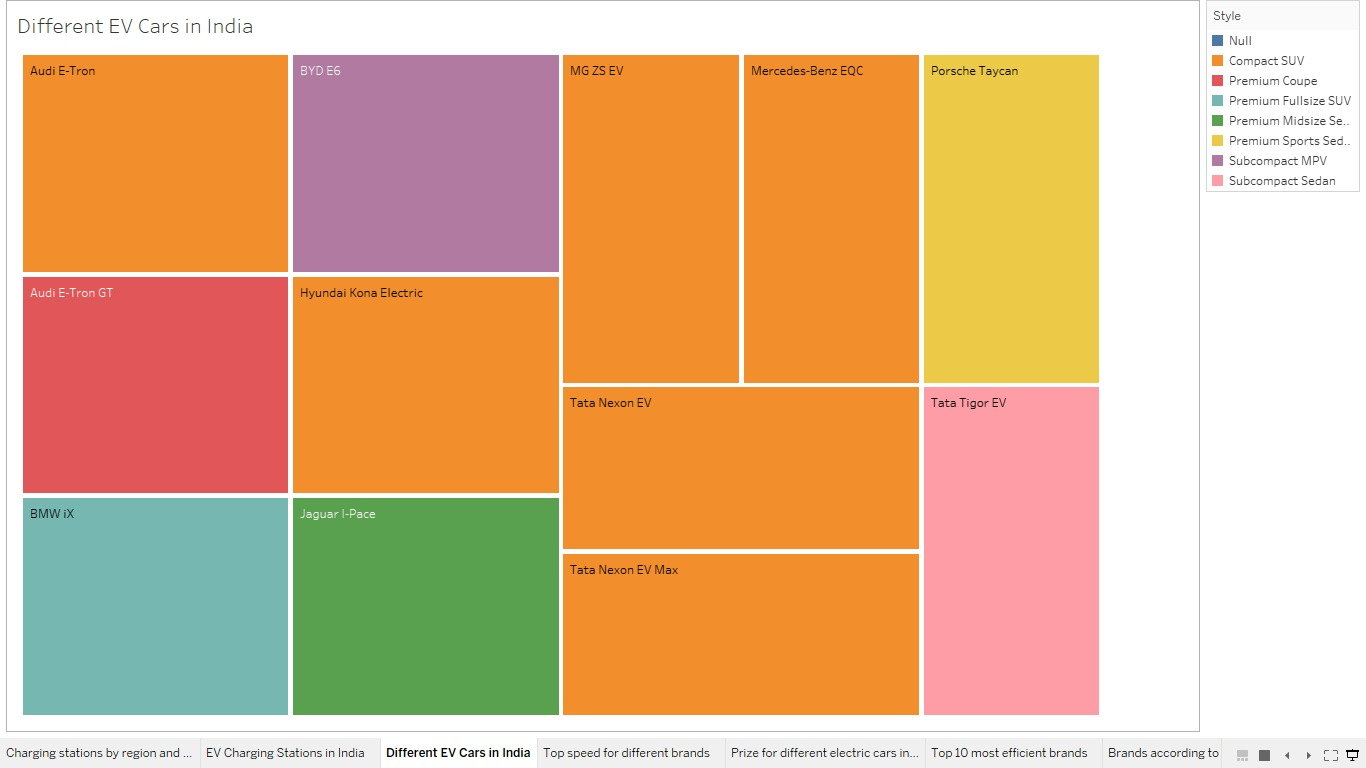 Different EV Cars in India
Audi E-Tron
BYD E6
MG ZS EV
Mercedes-Benz EQC
Porsche Taycan
Audi E-Tron GT
Hyundai Kona Electric
Tata Nexon EV
Tata Tigor EV
BMW iX
Jaguar I-Pace
Tata Nexon EV Max
Style
Null
Compact SUV
Premium Coupe
Premium Fullsize SUV
Premium Midsize Se..
Premium Sports Sed..
Subcompact MPV
Subcompact Sedan
Charging stations by region and ...
EV Charging Stations in India
Different EV Cars in India
Top speed for different brands
Prize for different electric cars in...
Top 10 most efficient brands
Brands according to